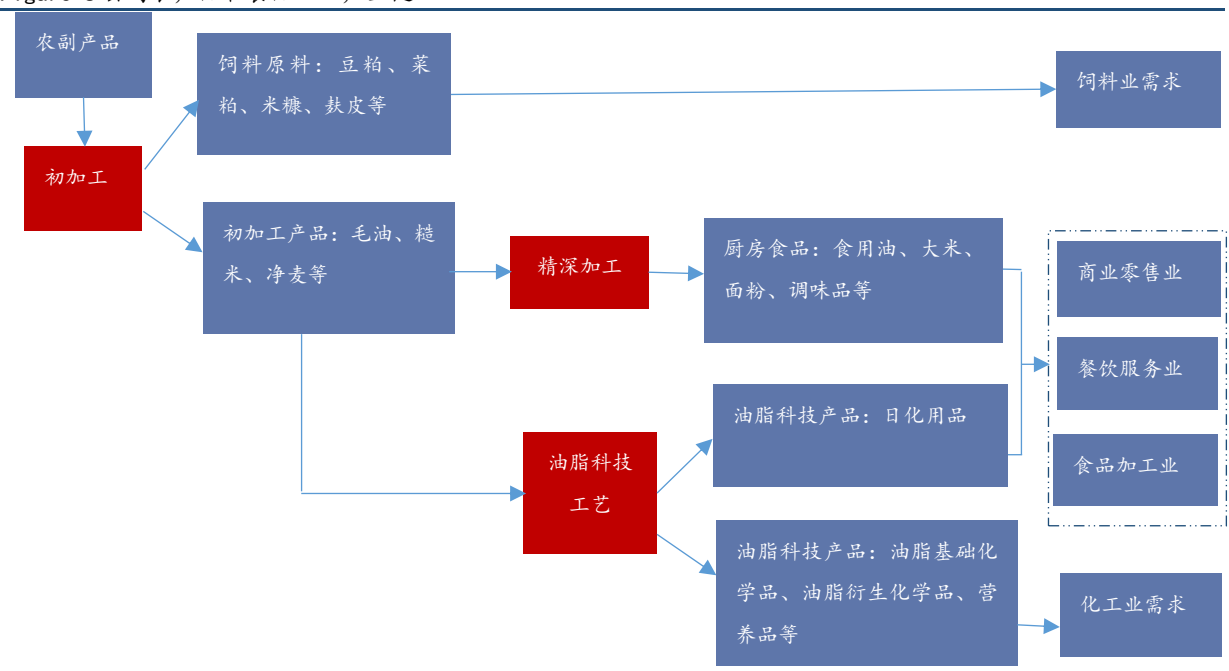 农副产品
饲料原料：豆粕、菜
粕、米糠、麸皮等
饲料业需求
初加工
初加工产品：毛油、糙
米、净麦等
精深加工
厨房食品：食用油、大米、
面粉、调味品等
商业零售业
餐饮服务业
油脂科技产品：日化用品
食品加工业
油脂科技
工艺
油脂科技产品：油脂基础化
学品、油脂衍生化学品、营
养品等
化工业需求